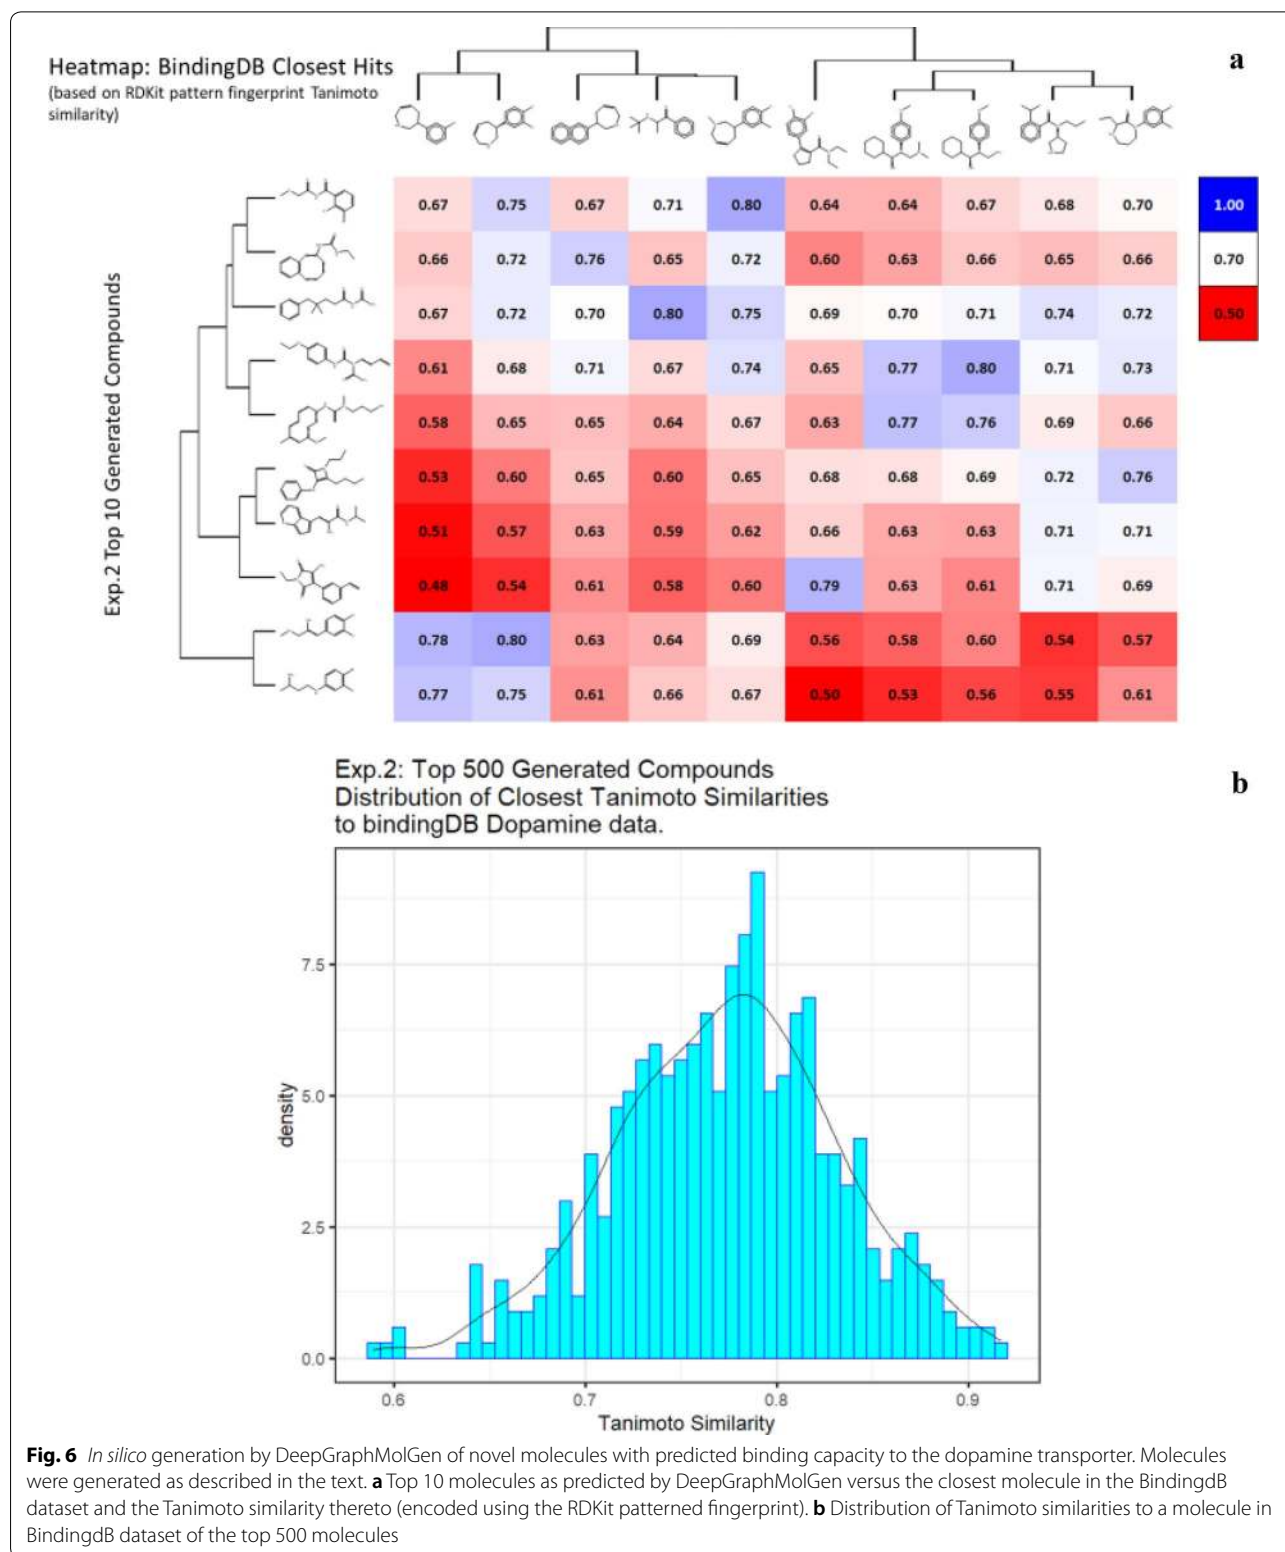 a
Heatmap: BindingDB Closest Hits
(based on RDKit pattern fingerprint Tanimoto
similarity)
Exp.2 Top 10 Generated Compounds
0.67 0.75 0.67 0.71 0.80 0.64 0.64 0.67 0.68 0.70
0.66 0.72 0.76 0.65 0.72 0.60 0.63 0.66 0.65 0.66
0.67 0.72 0.70 0.80 0.75 0.69 0.70 0.71 0.74 0.72
0.61 0.68 0.71 0.67 0.74 0.65 0.77 0.80 0.71 0.73
0.58 0.65 0.65 0.64 0.67 0.63 0.77 0.76 0.69 0.66
0.53 0.60 0.65 0.60 0.65 0.68 0.68 0.69 0.72 0.76
0.51 0.57 0.63 0.59 0.62 0.66 0.63 0.63 0.71 0.71
0.48 0.54 0.61 0.58 0.60 0.79 0.63 0.61 0.71 0.69
0.78 0.80 0.63 0.64 0.69 0.56 0.58 0.60 0.54 0.57
0.77 0.75 0.61 0.66 0.67 0.50 0.53 0.56 0.55 0.61
1.00
0.70
0.50
b
Exp.2: Top 500 Generated Compounds
Distribution of Closest Tanimoto Similarities
to bindingDB Dopamine data.
density
7.5
5.0
2.5
0.0
0.6 0.7 0.8 0.9
Tanimoto Similarity
Fig. 6 In silico generation by DeepGraphMolGen of novel molecules with predicted binding capacity to the dopamine transporter. Molecules
were generated as described in the text. a Top 10 molecules as predicted by DeepGraphMolGen versus the closest molecule in the BindingdB
dataset and the Tanimoto similarity thereto (encoded using the RDKit patterned fingerprint). b Distribution of Tanimoto similarities to a molecule in
BindingdB dataset of the top 500 molecules